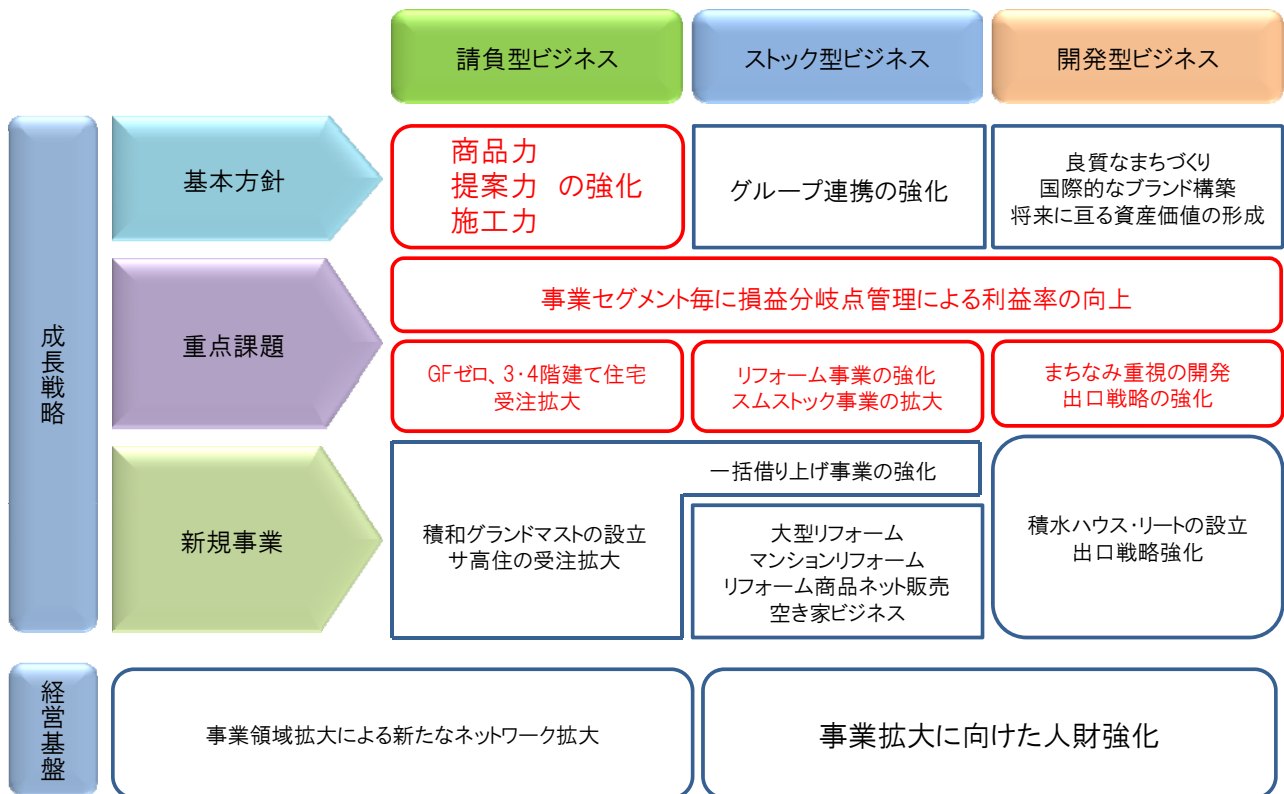 請負型ビジネス
ストック型ビジネス
開発型ビジネス
成長戦略
基本方針
商品力
提案力 の強化
施工力
グループ連携の強化
良質なまちづくり
国際的なブランド構築
将来に亘る資産価値の形成
重点課題
事業セグメント毎に損益分岐点管理による利益率の向上
GFゼロ、3・4階建て住宅
受注拡大
リフォーム事業の強化
スムストック事業の拡大
まちなみ重視の開発
出口戦略の強化
新規事業
一括借り上げ事業の強化
積和グランドマストの設立
サ高住の受注拡大
大型リフォーム
マンションリフォーム
リフォーム商品ネット販売
空き家ビジネス
積水ハウス・リートの設立
出口戦略強化
経営基盤
事業領域拡大による新たなネットワーク拡大
事業拡大に向けた人財強化